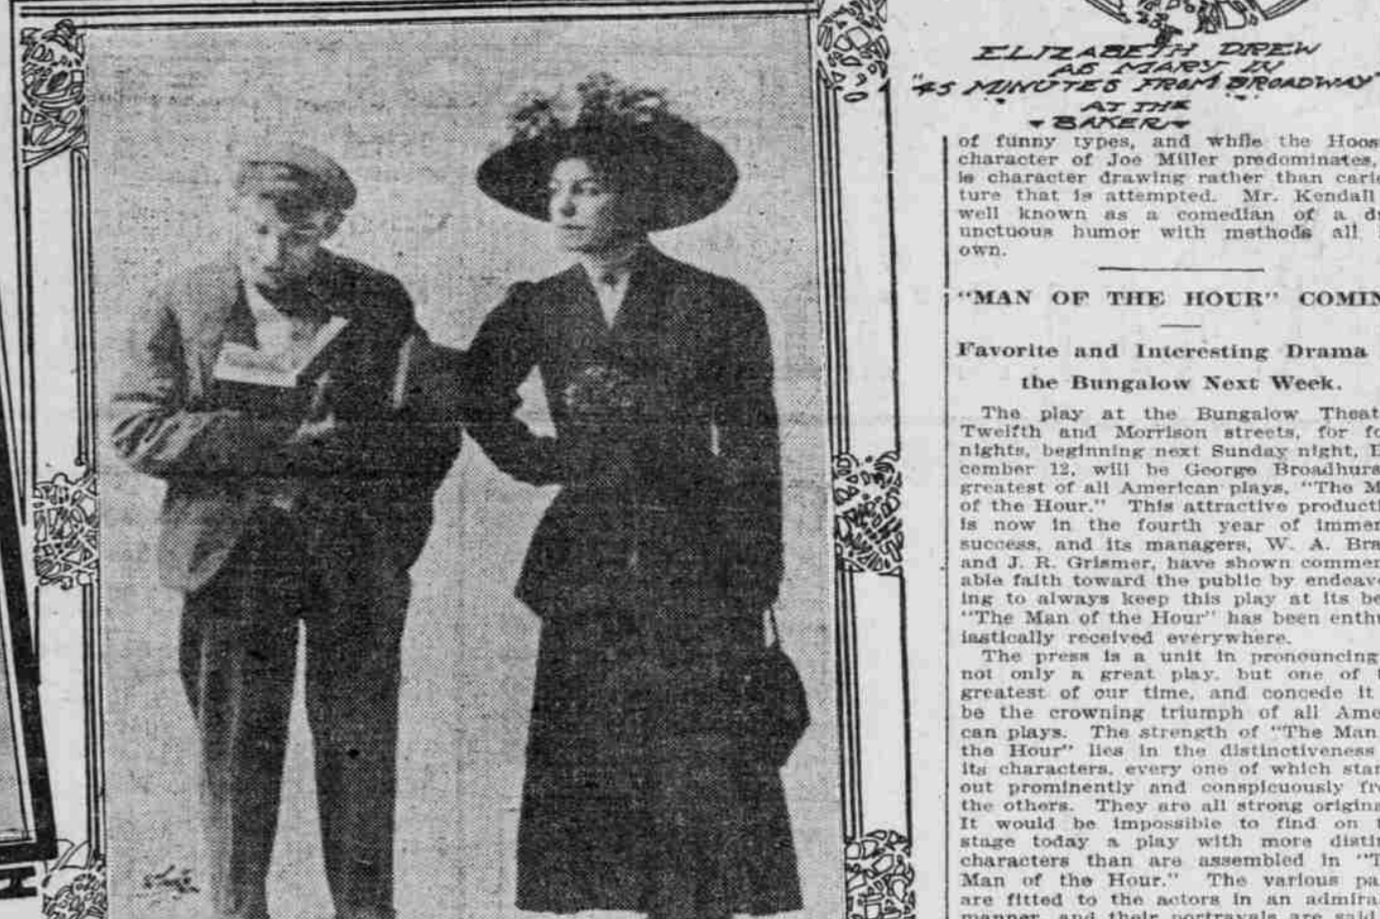 ELIZABETH DREW
AS MARY IN
"45 MINUTES FROM BROADWAY"
AT THE
BAKER
of funny types, and while the Hoos
character of Joe Miller predominates,
is character drawing rather than cari
ture that is attempted. Mr. Kendall
well known as a comedian of a d
unctuous humor with methods all
own.
"MAN OF THE HOUR" COMIN
Favorite and Interesting Drama
the Bungalow Next Week.
The play at the Bungalow Theat
Twelfth and Morrison streets, for fo
nights, beginning next Sunday night, D
cember 12, will be George Broadhurs
greatest of all American plays, "The M
of the Hour." This attractive producti
is now in the fourth year of immen
success, and its managers, W. A. Bra
and J. R. Grismer, have shown commen
able faith toward the public by endeavo
ing to always keep this play at its be
"The Man of the Hour" has been enthu
iastically received everywhere.
The press is a unit in pronouncing
not only a great play, but one of t
greatest of our time, and concede it
be the crowning triumph of all Ame
can plays. The strength of "The Man
the Hour" lies in the distinctiveness
its characters, every one of which stan
out prominently and conspicuously fr
the others. They are all strong origina
It would be impossible to find on t
stage today a play with more distin
characters than are assembled in "T
Man of the Hour." The various pa
are fitted to the actors in an admira
manner, and their portrayals are said